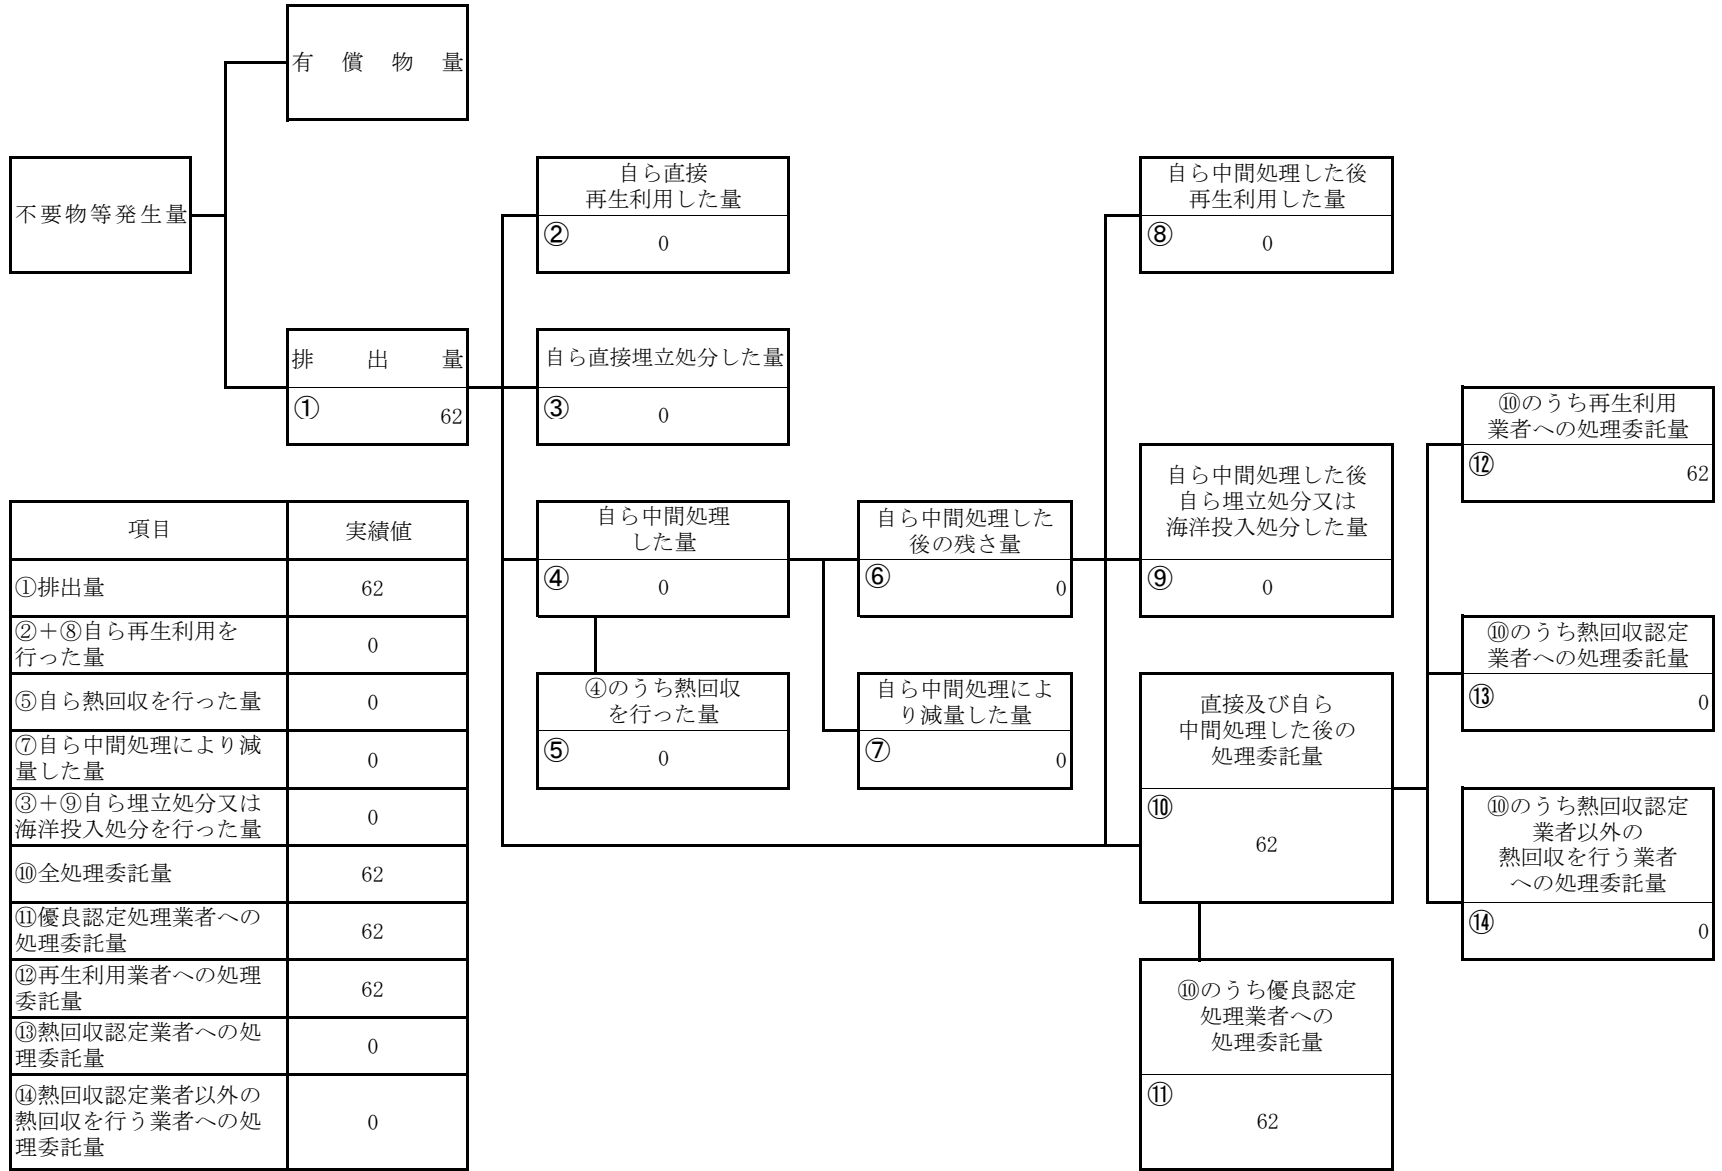 有償物量
不要物等発生量
排出量
① 62
自ら直接
再生利用した量
② 0
自ら直接埋立処分した量
③ 0
自ら中間処理
した量
④ 0
④のうち熱回収
を行った量
⑤ 0
自ら中間処理した
後の残さ量
⑥ 0
自ら中間処理によ
り減量した量
⑦ 0
自ら中間処理した後
再生利用した量
⑧ 0
自ら中間処理した後
自ら埋立処分又は
海洋投入処分した量
⑨ 0
直接及び自ら
中間処理した後の
処理委託量
⑩
62
⑩のうち優良認定
処理業者への
処理委託量
⑪
62
⑩のうち再生利用
業者への処理委託量
⑫ 62
⑩のうち熱回収認定
業者への処理委託量
⑬ 0
⑩のうち熱回収認定
業者以外の
熱回収を行う業者
への処理委託量
⑭ 0
項目 実績値
①排出量 62
②＋⑧自ら再生利用を
行った量 0
⑤自ら熱回収を行った量 0
⑦自ら中間処理により減
量した量 0
③＋⑨自ら埋立処分又は
海洋投入処分を行った量 0
⑩全処理委託量 62
⑪優良認定処理業者への
処理委託量 62
⑫再生利用業者への処理
委託量 62
⑬熱回収認定業者への処
理委託量 0
⑭熱回収認定業者以外の
熱回収を行う業者への処
理委託量 0